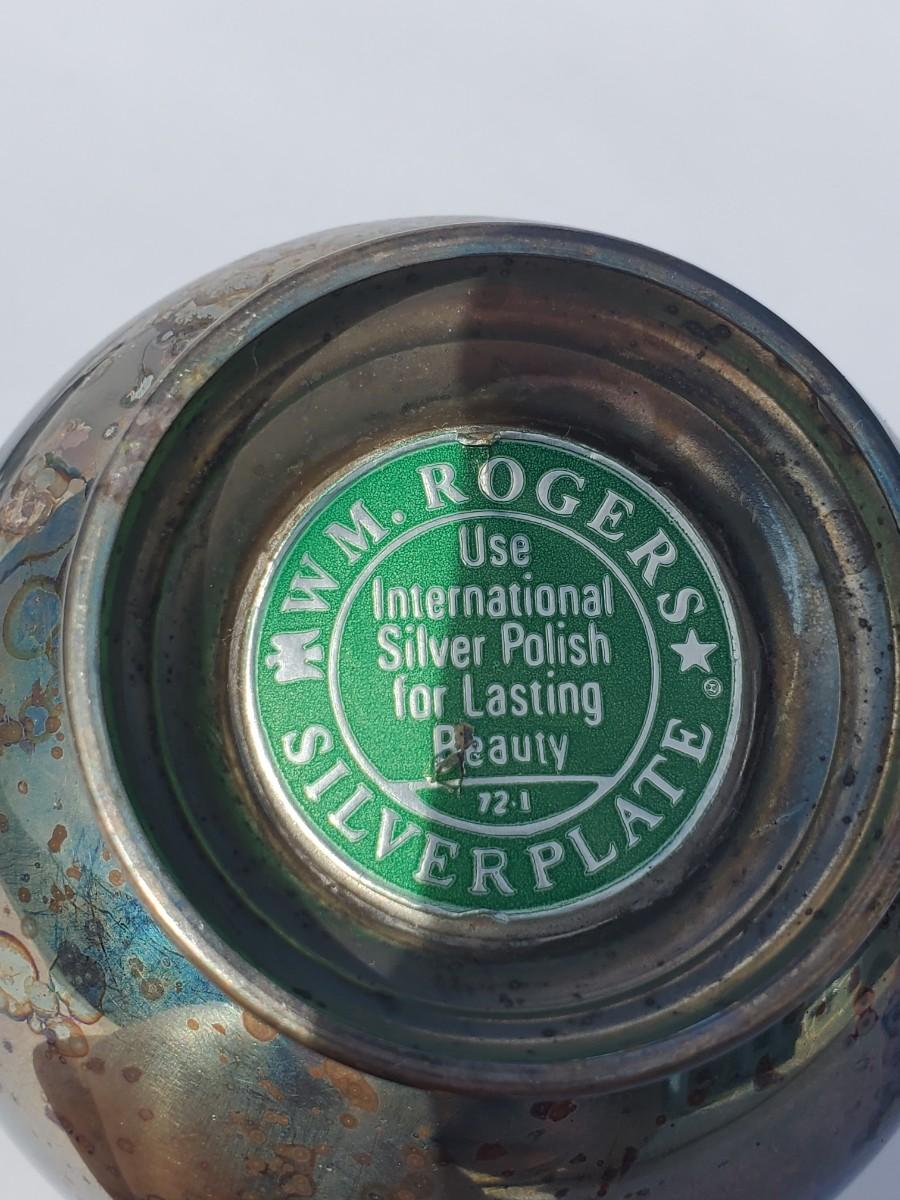 WM. ROGERS★
Use
International
Silver Polish
for Lasting
Beauty
72-1
SILVERPLATE
®